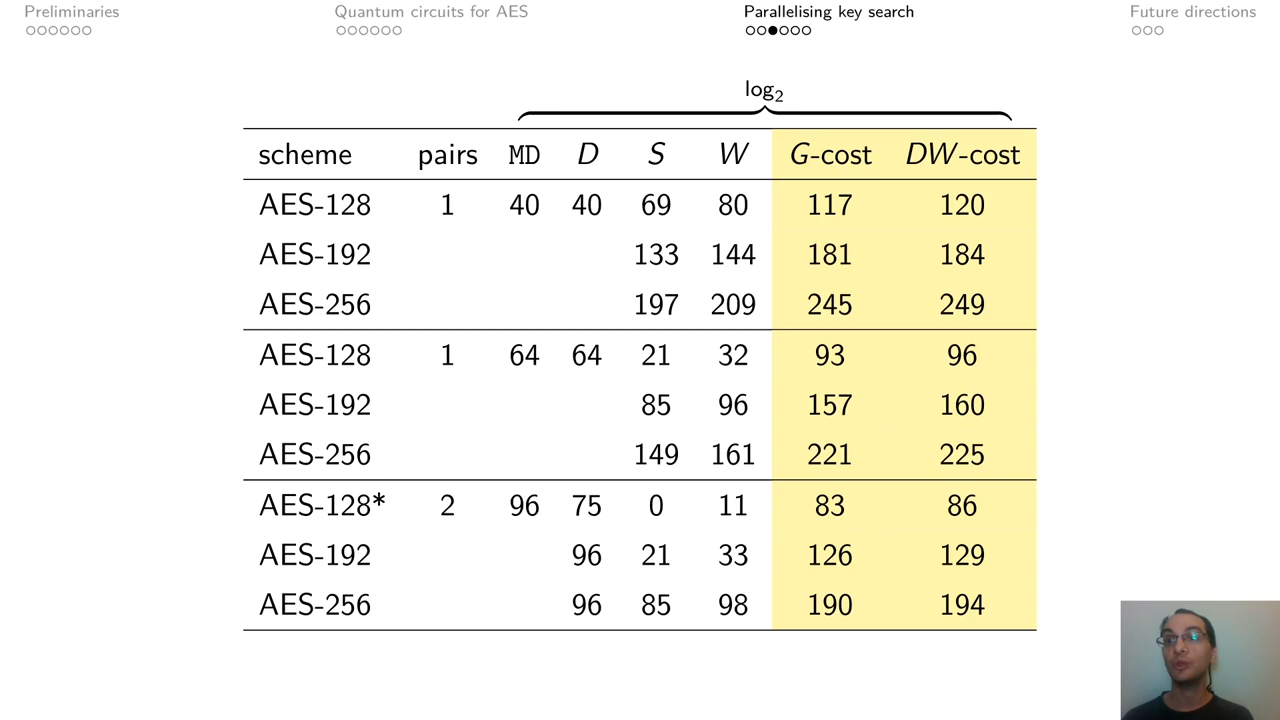 Preliminaries Quantum circuits for AES Parallelising key search Future directions
log2
scheme pairs MD D S W G-cost DW-cost
AES-128 1 40 40 69 80 117 120
AES-192 133 144 181 184
AES-256 197 209 245 249
AES-128 1 64 64 21 32 93 96
AES-192 85 96 157 160
AES-256 149 161 221 225
AES-128* 2 96 75 0 11 83 86
AES-192 96 21 33 126 129
AES-256 96 85 98 190 194